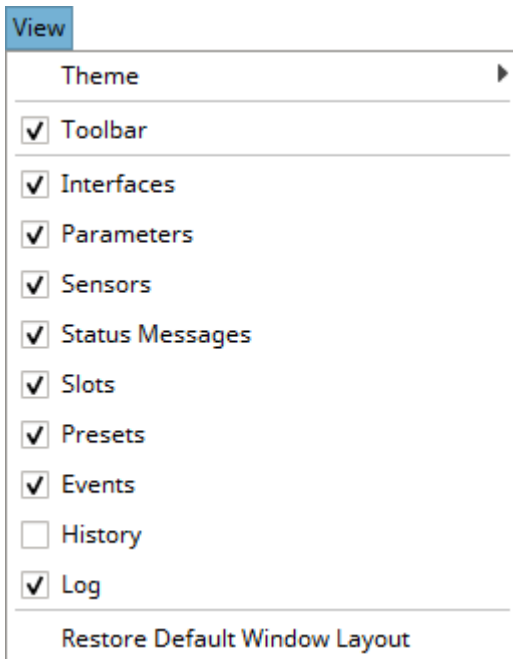 View
Theme
Toolbar
Interfaces
Parameters
Sensors
Status Messages
Slots
Presets
Events
History
Log
Restore Default Window Layout